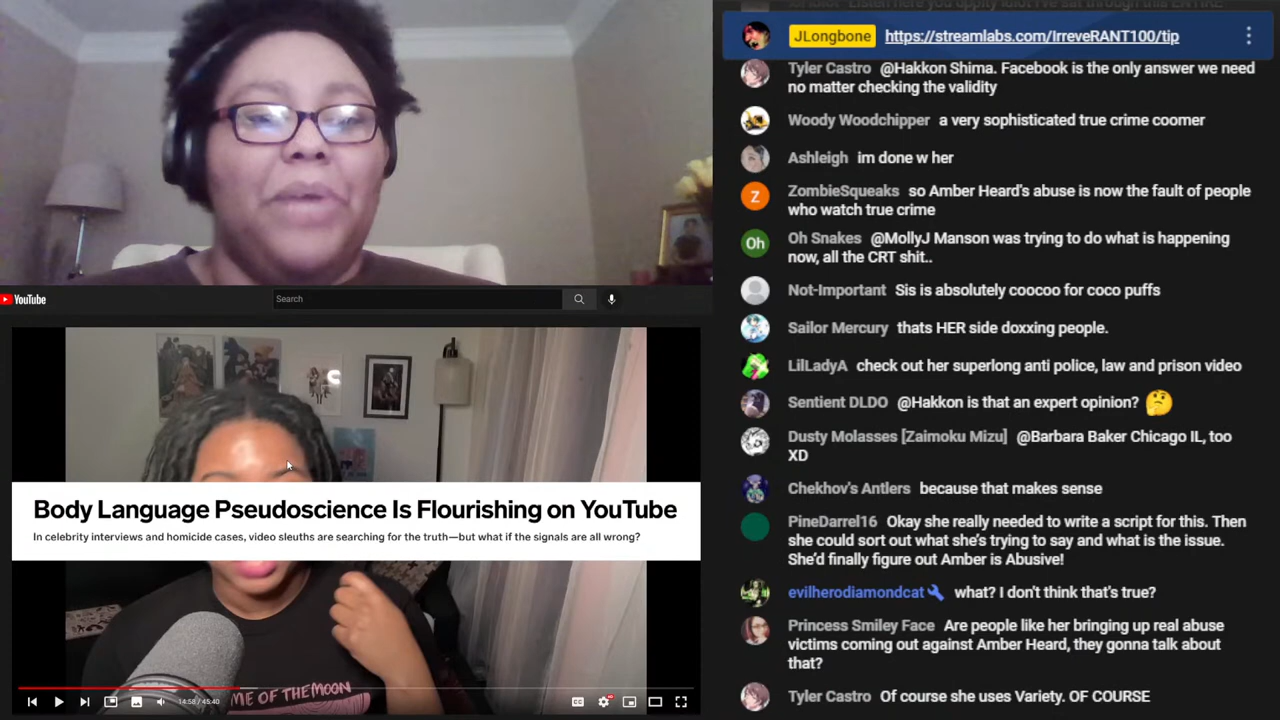 JLongbone https://streamlabs.com/IrreveRANT100/tip
Tyler Castro @Hakkon Shima. Facebook is the only answer we need
no matter checking the validity
Woody Woodchipper a very sophisticated true crime coomer
Ashleigh im done w her
ZombieSqueaks so Amber Heard's abuse is now the fault of people
who watch true crime
Oh Oh Snakes @MollyJ Manson was trying to do what is happening
now, all the CRT shit..
Not-Important Sis is absolutely coocoo for coco puffs
Sailor Mercury thats HER side doxxing people.
LilLadyA check out her superlong anti police, law and prison video
Sentient DLDO @Hakkon is that an expert opinion? 🤔
Dusty Molasses [Zaimoku Mizu] @Barbara Baker Chicago IL, too
XD
Chekhov's Antlers because that makes sense
PineDarrel16 Okay she really needed to write a script for this. Then
she could sort out what she's trying to say and what is the issue.
She'd finally figure out Amber is Abusive!
evilherodiamondcat what? I don't think that's true?
Princess Smiley Face Are people like her bringing up real abuse
victims coming out against Amber Heard, they gonna talk about
that?
Tyler Castro Of course she uses Variety. OF COURSE
YouTube
Search
Body Language Pseudoscience Is Flourishing on YouTube
In celebrity interviews and homicide cases, video sleuths are searching for the truth—but what if the signals are all wrong?
ME OF THE MOON
14:58 / 45:40